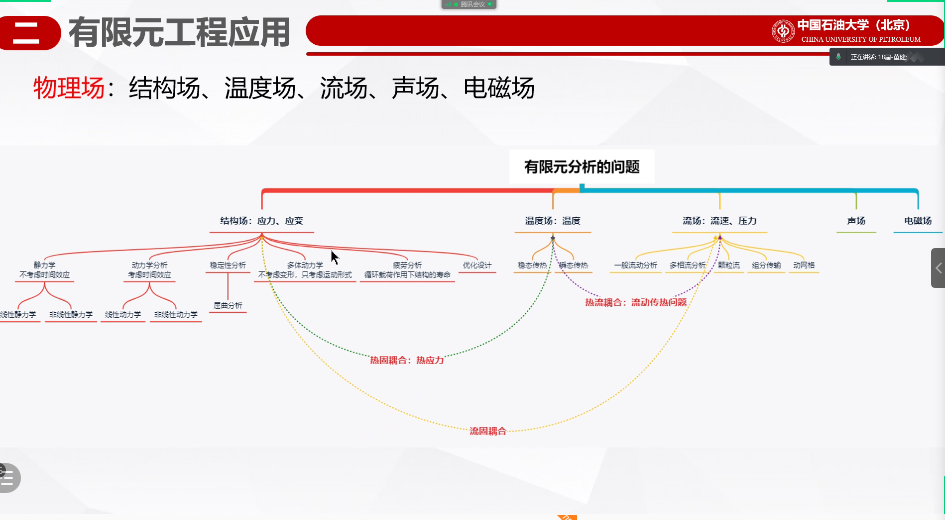 腾讯会议
二 有限元工程应用
中国石油大学（北京）
CHINA UNIVERSITY OF PETROLEUM
正在讲话:
物理场：结构场、温度场、流场、声场、电磁场
有限元分析的问题
结构场：应力、应变
温度场：温度
流场：流速、压力
声场
电磁场
静力学
不考虑时间效应
动力学分析
考虑时间效应
稳定性分析
多体动力学
不考虑变形，只考虑运动形式
疲劳分析
循环载荷作用下结构的寿命
优化设计
稳态传热
瞬态传热
一般流动分析
多相流分析
颗粒流
组分传输
动网格
线性静力学
非线性静力学
线性动力学
非线性动力学
屈曲分析
热流耦合：流动传热问题
热固耦合：热应力
流固耦合